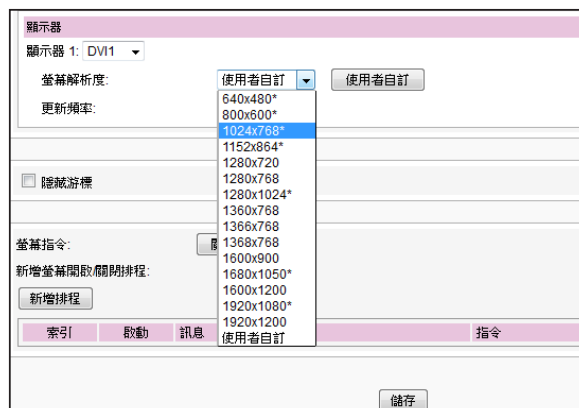 顯示器
顯示器 1: DVI1
螢幕解析度: 使用者自訂 使用者自訂
更新頻率:
640x480*
800x600*
1024x768*
1152x864*
1280x720
1280x768
1280x1024*
1360x768
1366x768
1368x768
1600x900
1680x1050*
1600x1200
1920x1080*
1920x1200
使用者自訂
隱藏游標
螢幕指令:
新增螢幕開啟/關閉排程:
新增排程
索引 啟動 訊息 指令
儲存